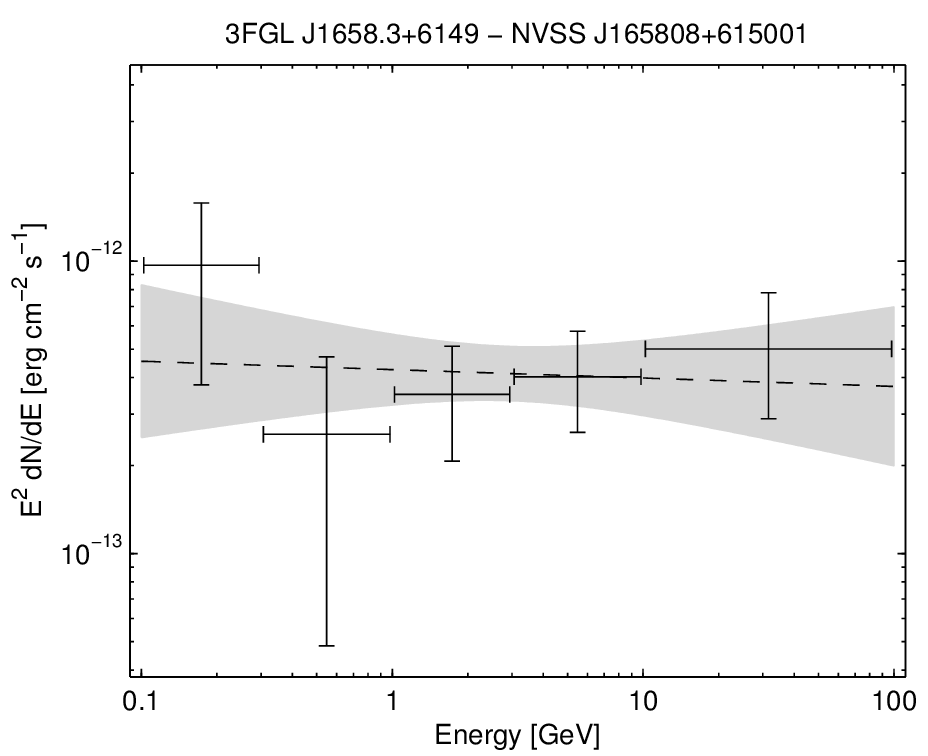 3FGL J1658.3+6149 − NVSS J165808+615001
E² dN/dE [erg cm⁻² s⁻¹]
10⁻¹²
10⁻¹³
0.1 1 10 100
Energy [GeV]